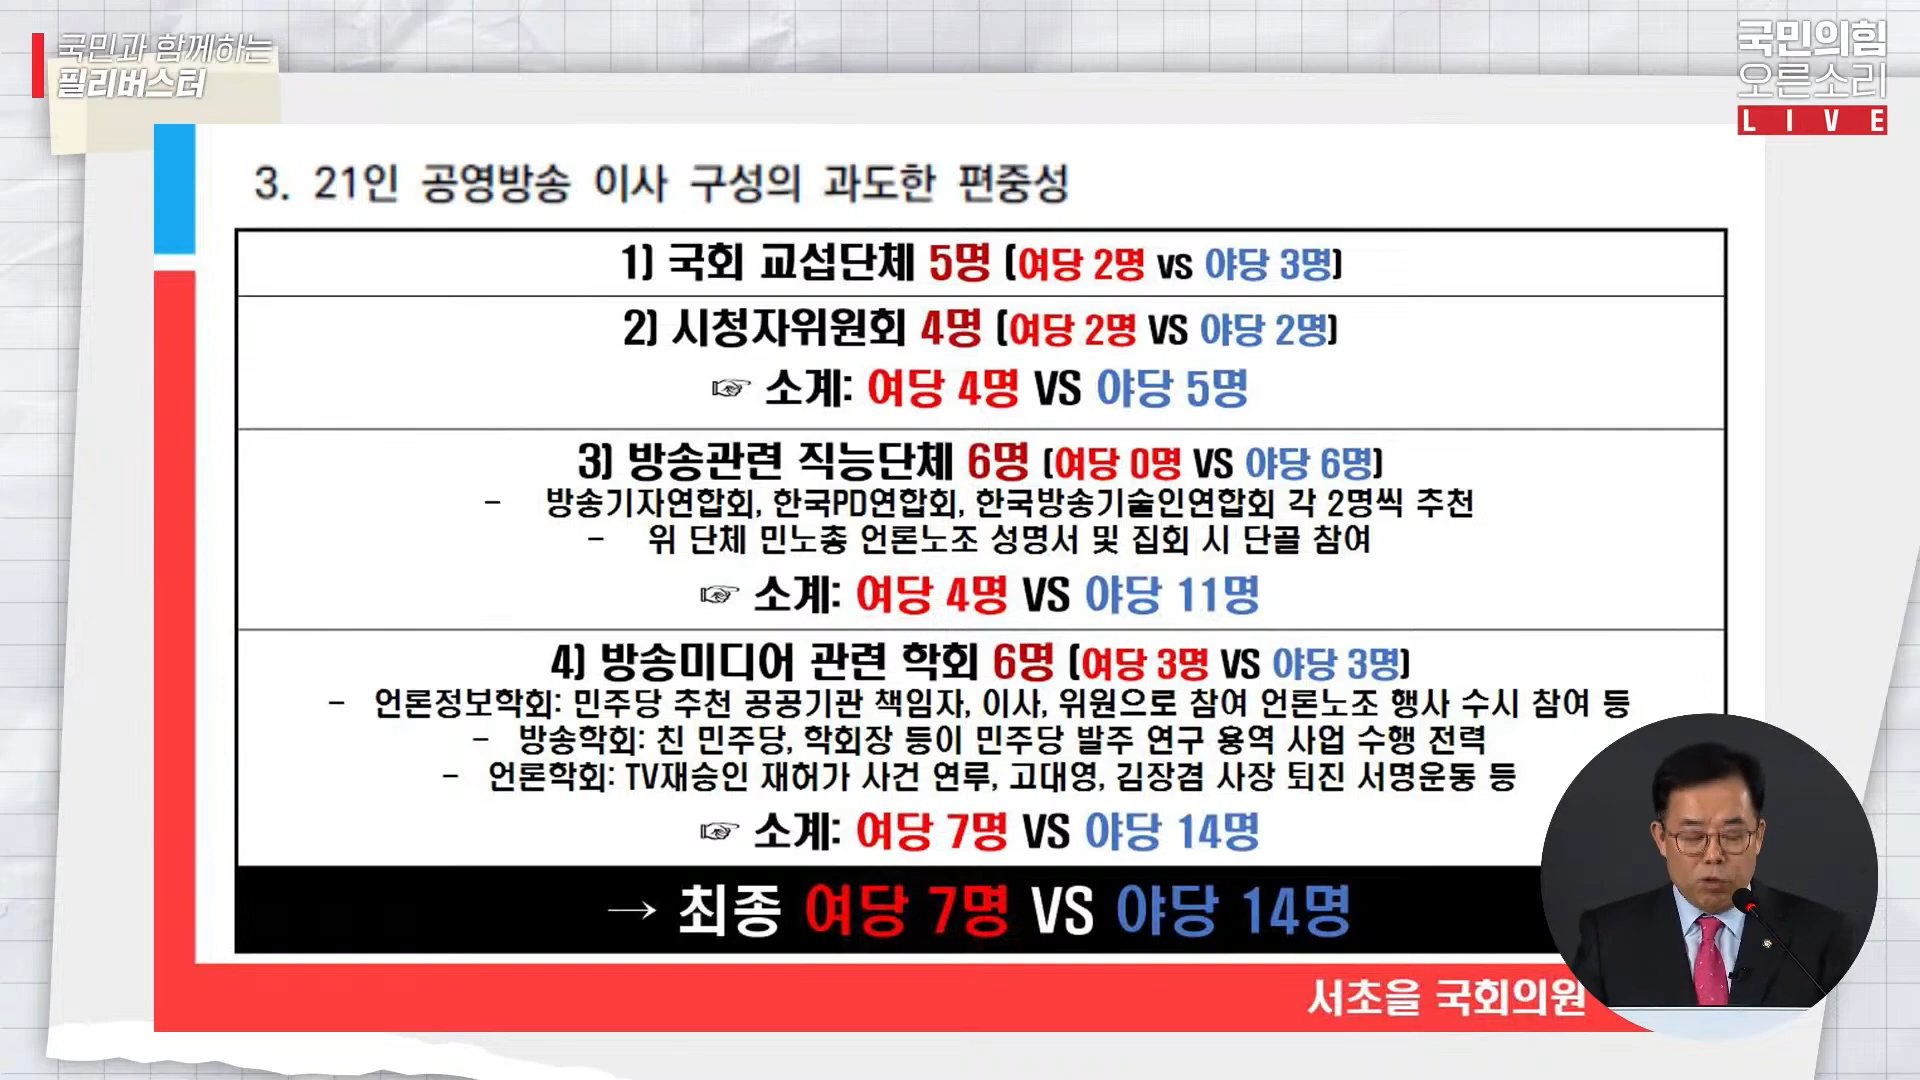 국민과 함께하는
필리버스터
국민의힘
오른소리
LIVE
3. 21인 공영방송 이사 구성의 과도한 편중성
1) 국회 교섭단체 5명 (여당 2명 vs 야당 3명)
2) 시청자위원회 4명 (여당 2명 VS 야당 2명)
☞ 소계: 여당 4명 VS 야당 5명
3) 방송관련 직능단체 6명 (여당 0명 VS 야당 6명)
- 방송기자연합회, 한국PD연합회, 한국방송기술인연합회 각 2명씩 추천
- 위 단체 민노총 언론노조 성명서 및 집회 시 단골 참여
☞ 소계: 여당 4명 VS 야당 11명
4) 방송미디어 관련 학회 6명 (여당 3명 VS 야당 3명)
- 언론정보학회: 민주당 추천 공공기관 책임자, 이사, 위원으로 참여 언론노조 행사 수시 참여 등
- 방송학회: 친 민주당, 학회장 등이 민주당 발주 연구 용역 사업 수행 전력
- 언론학회: TV재승인 재허가 사건 연루, 고대영, 김장겸 사장 퇴진 서명운동 등
☞ 소계: 여당 7명 VS 야당 14명
→ 최종 여당 7명 VS 야당 14명
서초을 국회의원